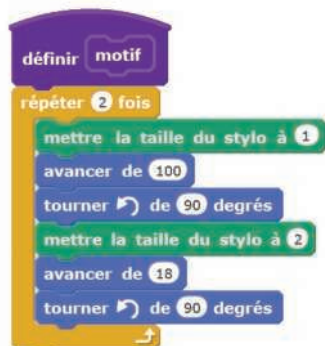 définir motif
répéter 2 fois
mettre la taille du stylo à 1
avancer de 100
tourner de 90 degrés
mettre la taille du stylo à 2
avancer de 18
tourner de 90 degrés